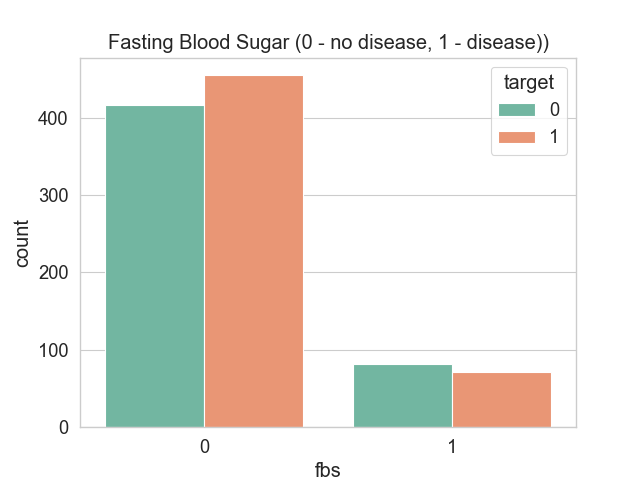 Fasting Blood Sugar (0 - no disease, 1 - disease))
target
0
1
400
300
200
100
0
count
0 1
fbs